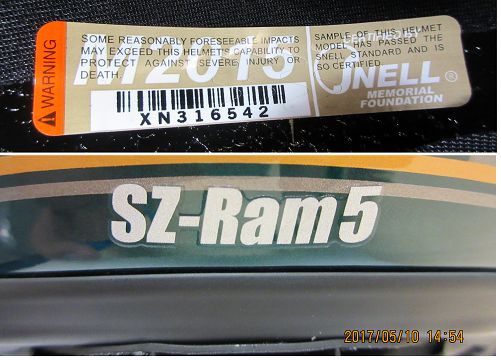 WARNING
SOME REASONABLY FORESEEABLE IMPACTS
MAY EXCEED THIS HELMET'S CAPABILITY TO
PROTECT AGAINST SEVERE INJURY OR
DEATH.
XN316542
SAMPLE OF THIS HELMET
MODEL HAS PASSED THE
SNELL STANDARD AND IS
SO CERTIFIED
SNELL®
MEMORIAL
FOUNDATION
SZ-Ram5
2017/05/10 14:54